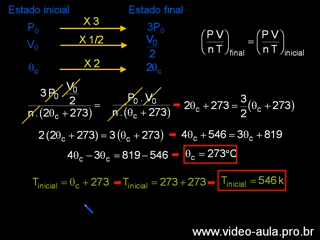 Estado inicial Estado final
P₀ X 3 3P₀
V₀ X 1/2 V₀/2
θc X 2 2θc
(P V / n T)final = (P V / n T)inicial
3 P₀ . V₀/2 / n . (2θc + 273) = P₀ . V₀ / n . (θc + 273) 2θc + 273 = 3/2 (θc + 273)
2 (2θc + 273) = 3 (θc + 273) 4θc + 546 = 3θc + 819
4θc − 3θc = 819 − 546 θc = 273°C
Tinicial = θc + 273 Tinicial = 273 + 273 Tinicial = 546 k
www.video-aula.pro.br